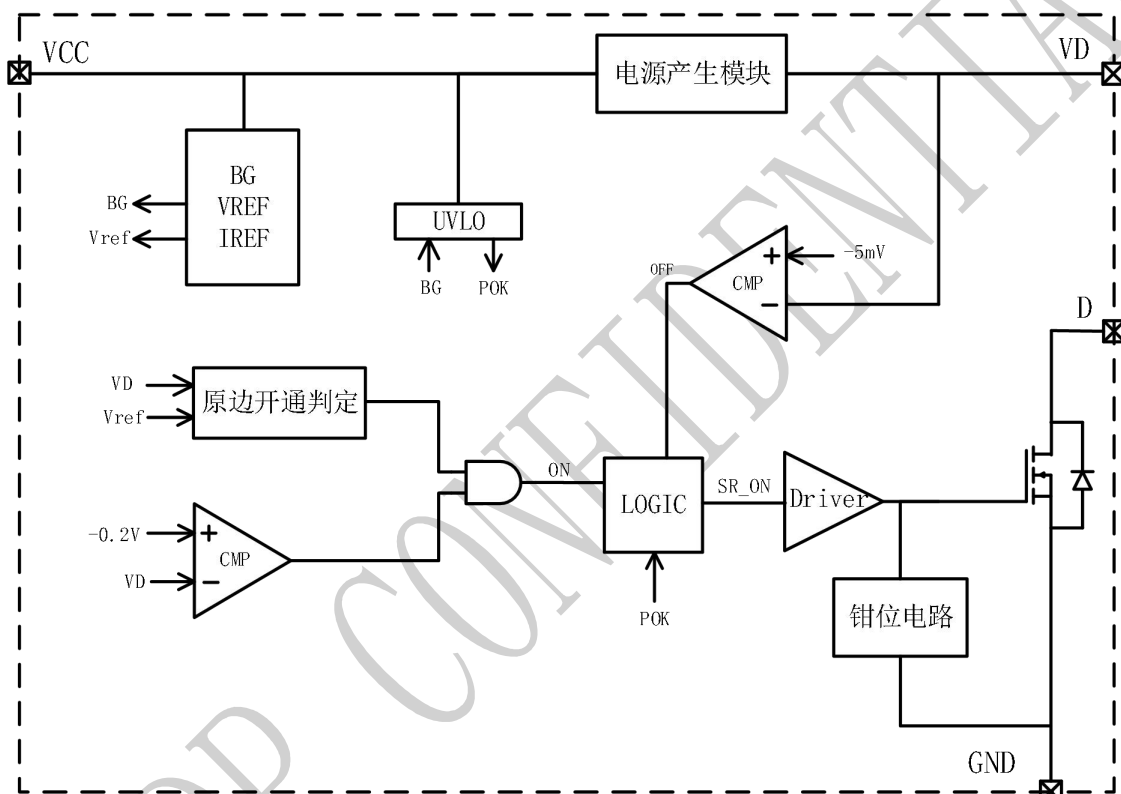 VCC
电源产生模块
VD
BG
VREF
IREF
BG
Vref
UVLO
BG
POK
OFF
CMP
+
-
-5mV
D
VD
Vref
原边开通判定
ON
LOGIC
SR_ON
Driver
-0.2V
VD
+
-
CMP
POK
钳位电路
GND
OD CONFIDENTIA